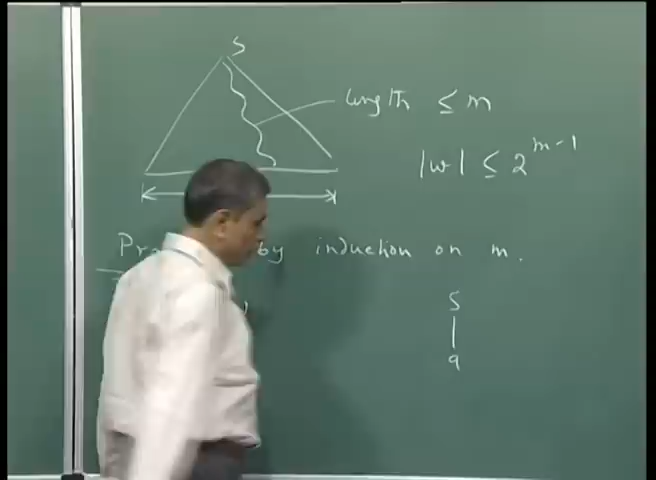 S
length ≤ m
|w| ≤ 2^{m-1}
by induction on m.
S
a